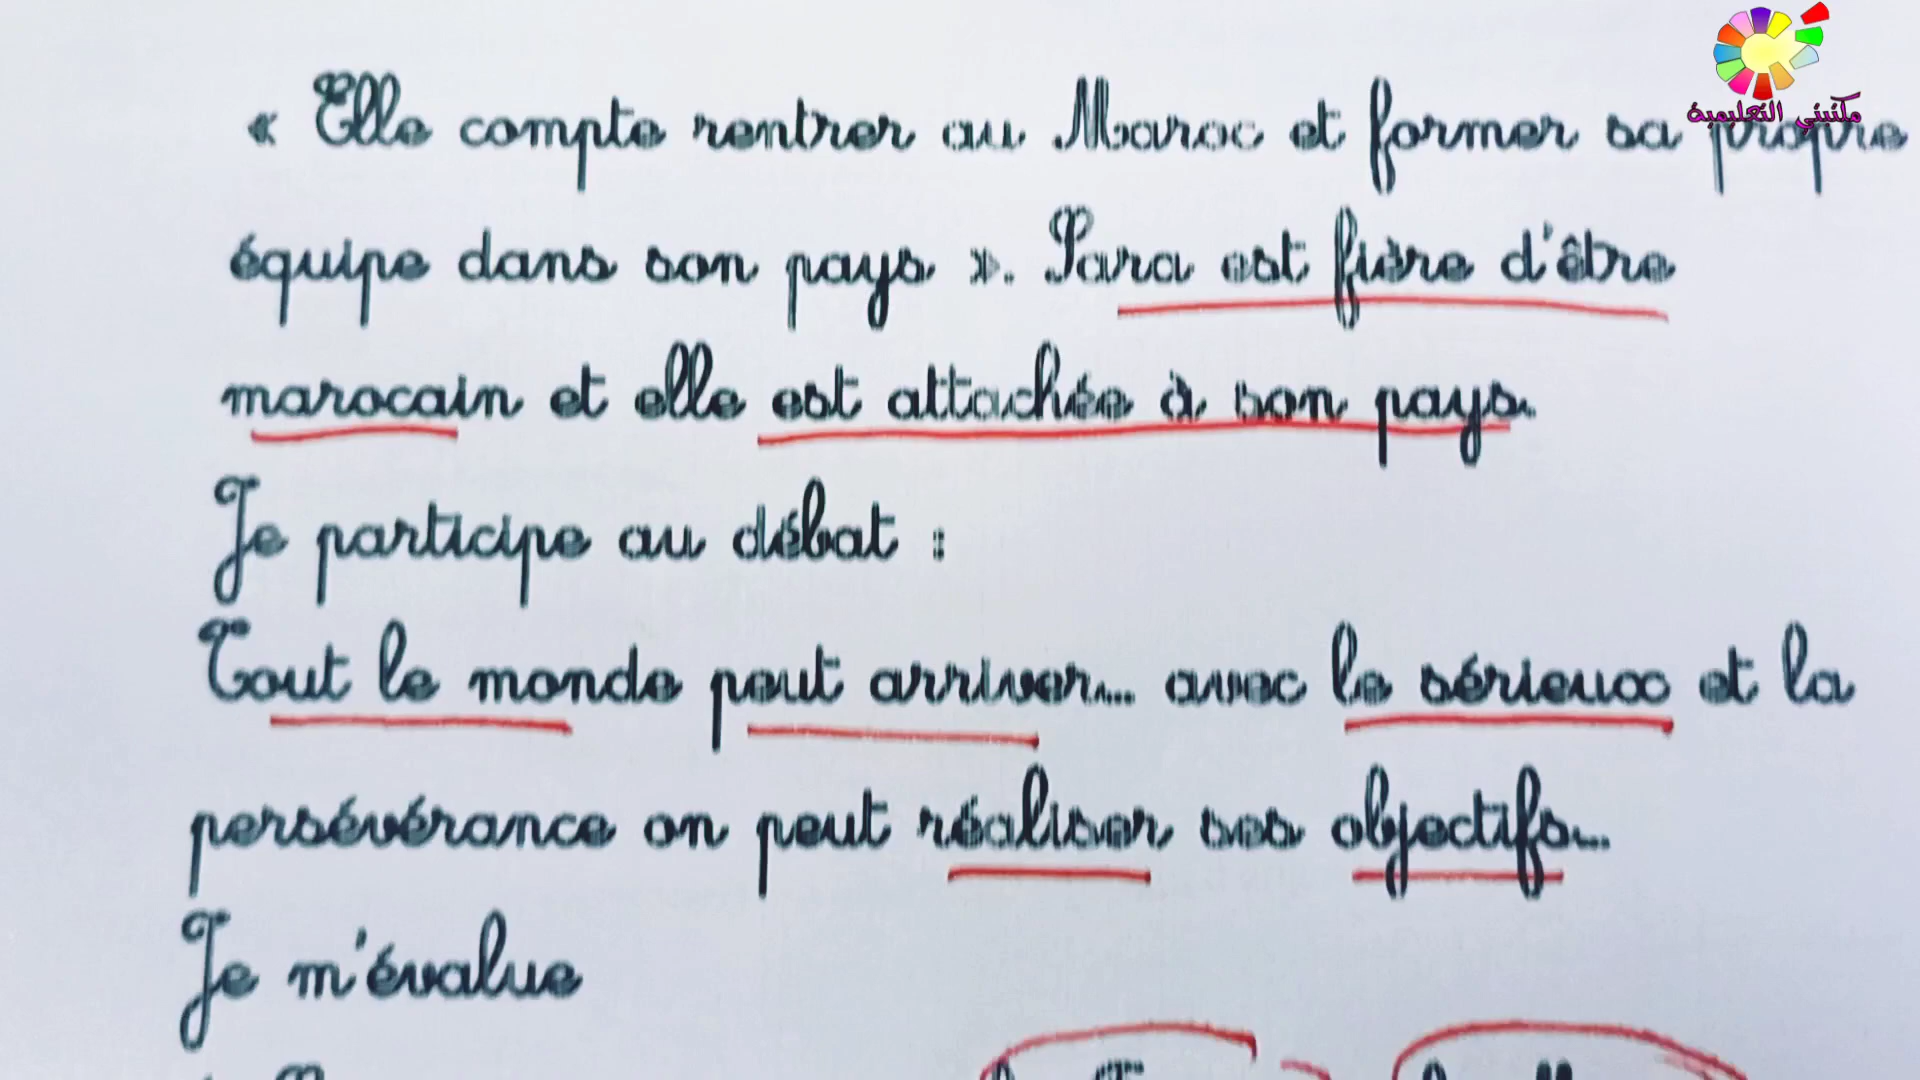 مكتبتي التعليمية
« Elle compte rentrer au Maroc et former sa propre
équipe dans son pays ». Sara est fière d'être
marocain et elle est attachée à son pays.
Je participe au débat :
Tout le monde peut arriver... avec le sérieux et la
persévérance on peut réaliser ses objectifs...
Je m'évalue